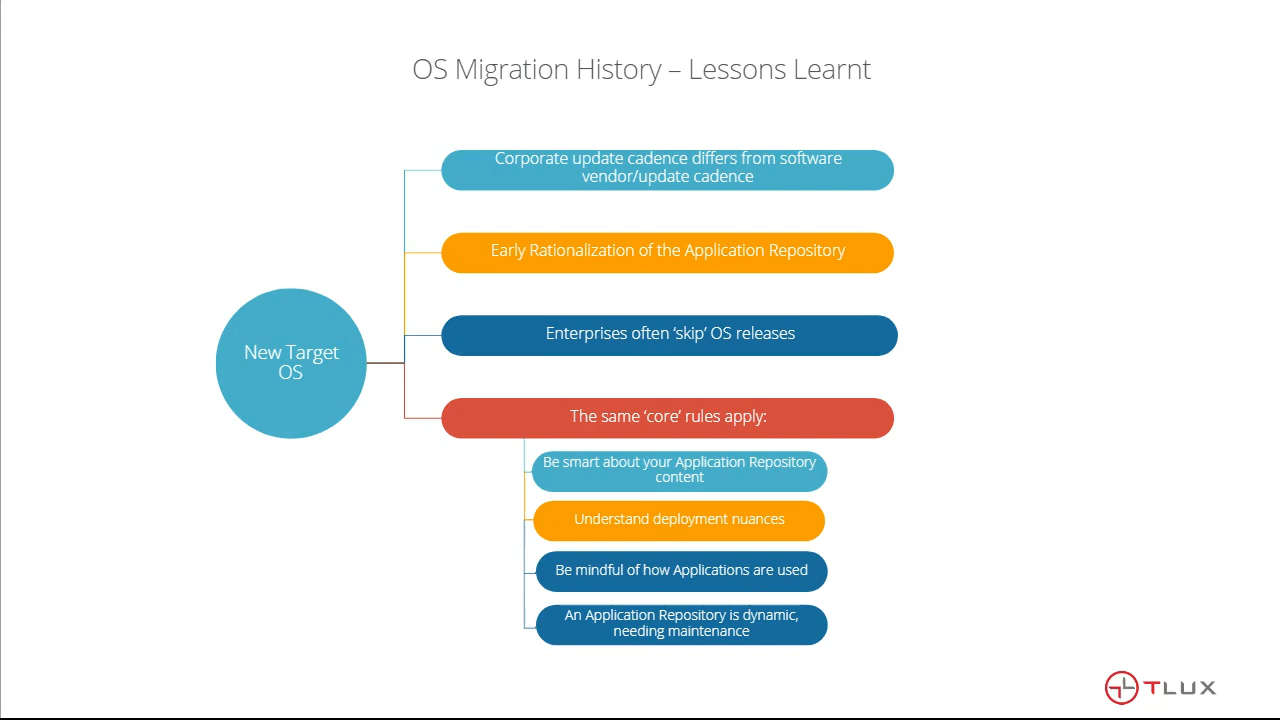 OS Migration History – Lessons Learnt
Corporate update cadence differs from software
vendor/update cadence
Early Rationalization of the Application Repository
Enterprises often ‘skip’ OS releases
New Target
OS
The same ‘core’ rules apply:
Be smart about your Application Repository
content
Understand deployment nuances
Be mindful of how Applications are used
An Application Repository is dynamic,
needing maintenance
TLUX